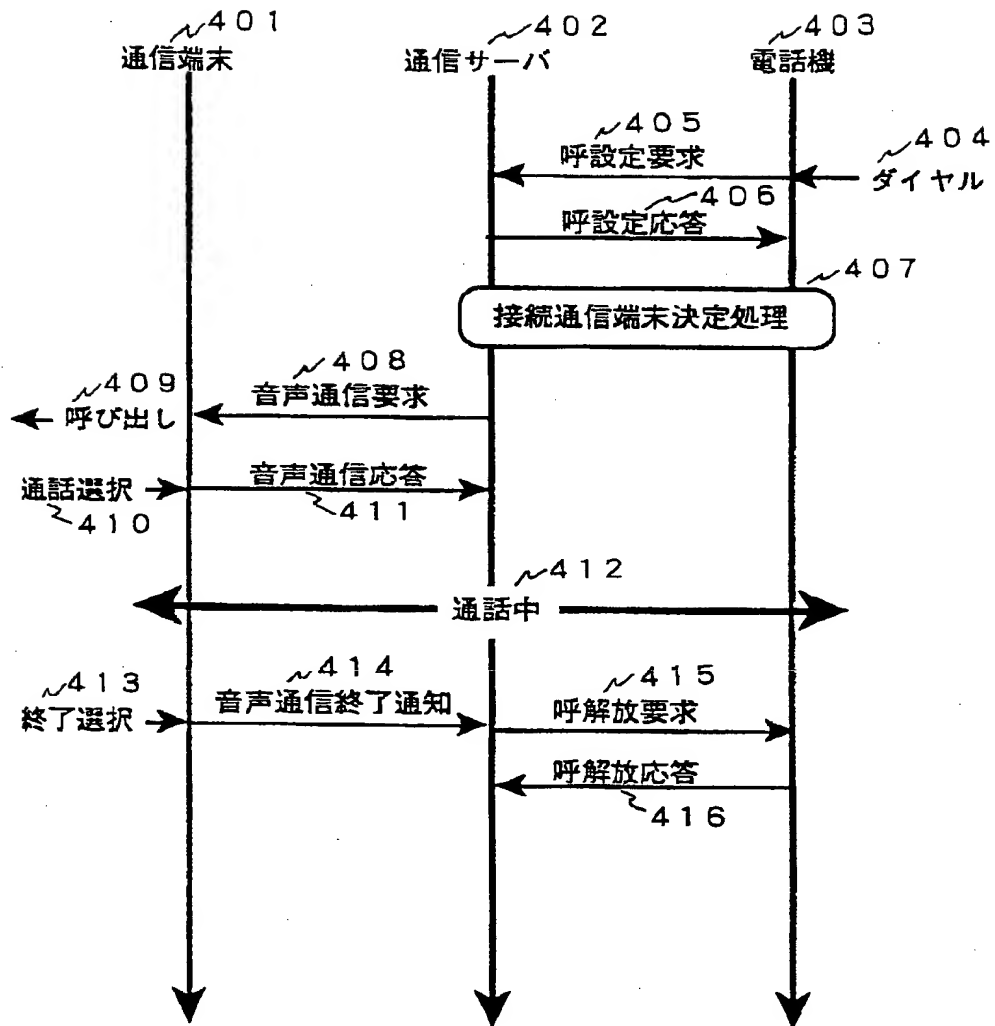 401
402
403
通信端末
通信サーバ
電話機
405
呼設定要求
404
ダイヤル
406
呼設定応答
407
接続通信端末決定処理
408
409
音声通信要求
呼び出し
音声通信応答
通話選択
411
410
412
通話中
414
415
413
音声通信終了通知
呼解放要求
終了選択
呼解放応答
416